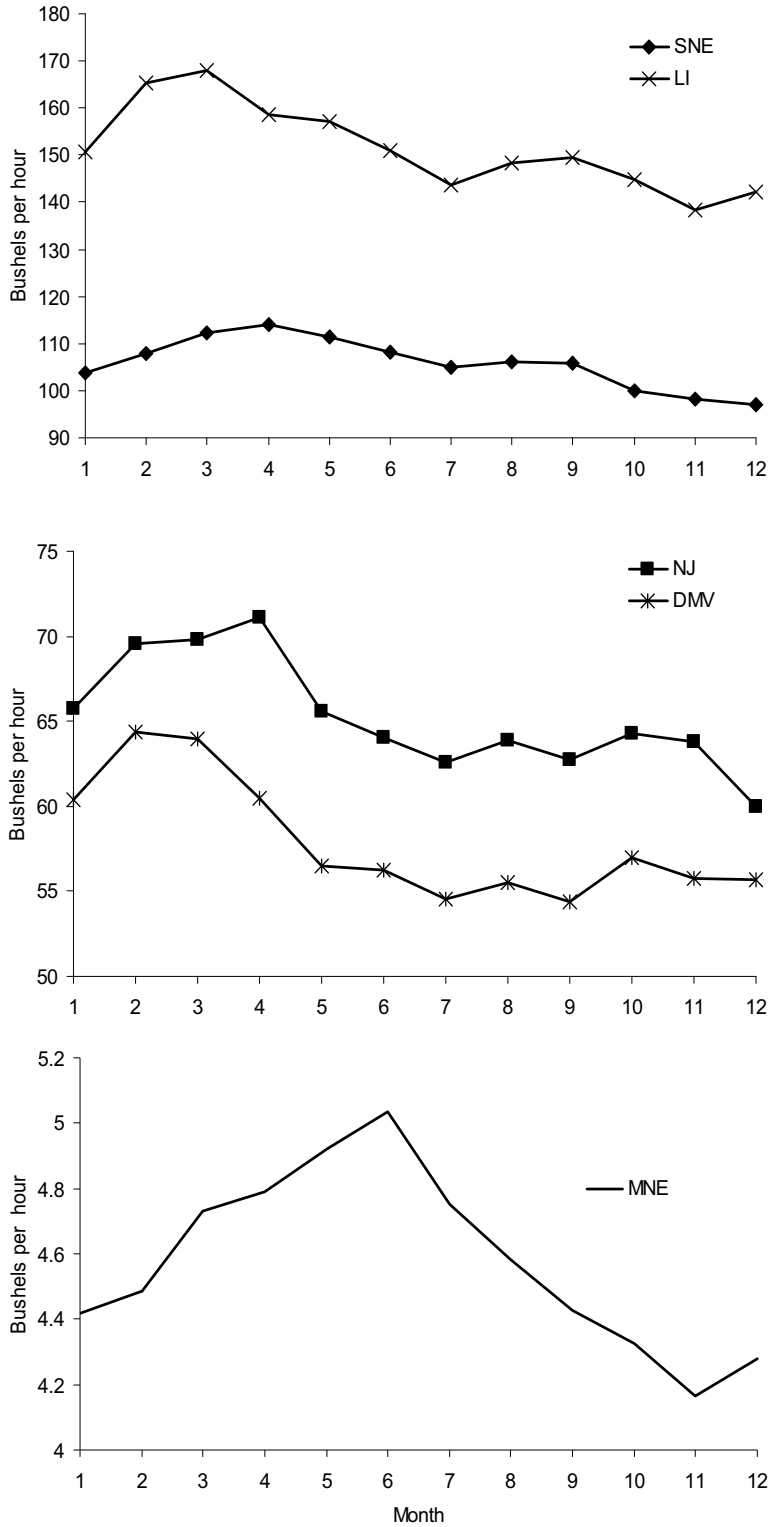 180
170
160
150
140
130
120
110
100
90
Bushels per hour
SNE
LI
1 2 3 4 5 6 7 8 9 10 11 12
75
70
65
60
55
50
Bushels per hour
NJ
DMV
1 2 3 4 5 6 7 8 9 10 11 12
5.2
5
4.8
4.6
4.4
4.2
4
Bushels per hour
MNE
1 2 3 4 5 6 7 8 9 10 11 12
Month